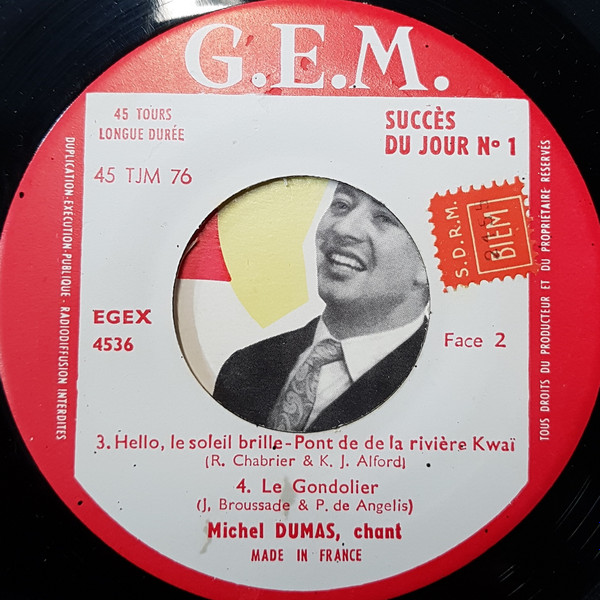 G.E.M.
45 TOURS
LONGUE DURÉE
SUCCÈS
DU JOUR Nº 1
45 TJM 76
S.D.R.M.
BIEM
EGEX
4536
Face 2
3. Hello, le soleil brille - Pont de de la rivière Kwaï
(R. Chabrier & K. J. Alford)
4. Le Gondolier
(J, Broussade & P. de Angelis)
Michel DUMAS, chant
MADE IN FRANCE
DUPLICATION-EXÉCUTION-PUBLIQUE - RADIODIFFUSION INTERDITES
TOUS DROITS DU PRODUCTEUR ET DU PROPRIÉTAIRE RÉSERVÉS